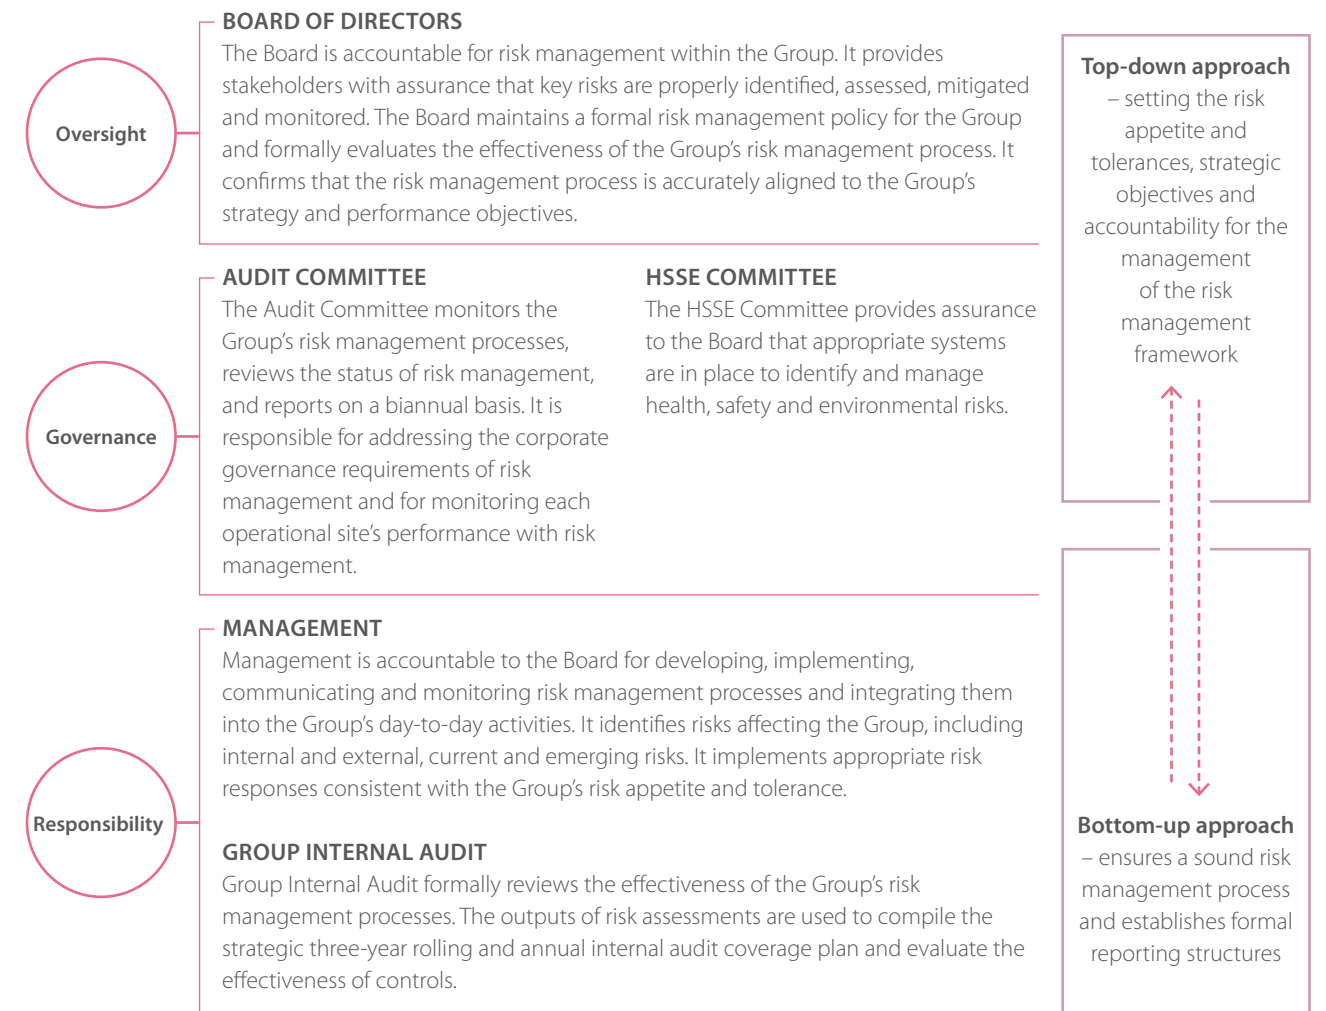 Oversight
BOARD OF DIRECTORS
The Board is accountable for risk management within the Group. It provides
stakeholders with assurance that key risks are properly identified, assessed, mitigated
and monitored. The Board maintains a formal risk management policy for the Group
and formally evaluates the effectiveness of the Group’s risk management process. It
confirms that the risk management process is accurately aligned to the Group’s
strategy and performance objectives.
Governance
AUDIT COMMITTEE
The Audit Committee monitors the
Group’s risk management processes,
reviews the status of risk management,
and reports on a biannual basis. It is
responsible for addressing the corporate
governance requirements of risk
management and for monitoring each
operational site’s performance with risk
management.
HSSE COMMITTEE
The HSSE Committee provides assurance
to the Board that appropriate systems
are in place to identify and manage
health, safety and environmental risks.
Responsibility
MANAGEMENT
Management is accountable to the Board for developing, implementing,
communicating and monitoring risk management processes and integrating them
into the Group’s day-to-day activities. It identifies risks affecting the Group, including
internal and external, current and emerging risks. It implements appropriate risk
responses consistent with the Group’s risk appetite and tolerance.
GROUP INTERNAL AUDIT
Group Internal Audit formally reviews the effectiveness of the Group’s risk
management processes. The outputs of risk assessments are used to compile the
strategic three-year rolling and annual internal audit coverage plan and evaluate the
effectiveness of controls.
Top-down approach
– setting the risk
appetite and
tolerances, strategic
objectives and
accountability for the
management
of the risk
management
framework
Bottom-up approach
– ensures a sound risk
management process
and establishes formal
reporting structures